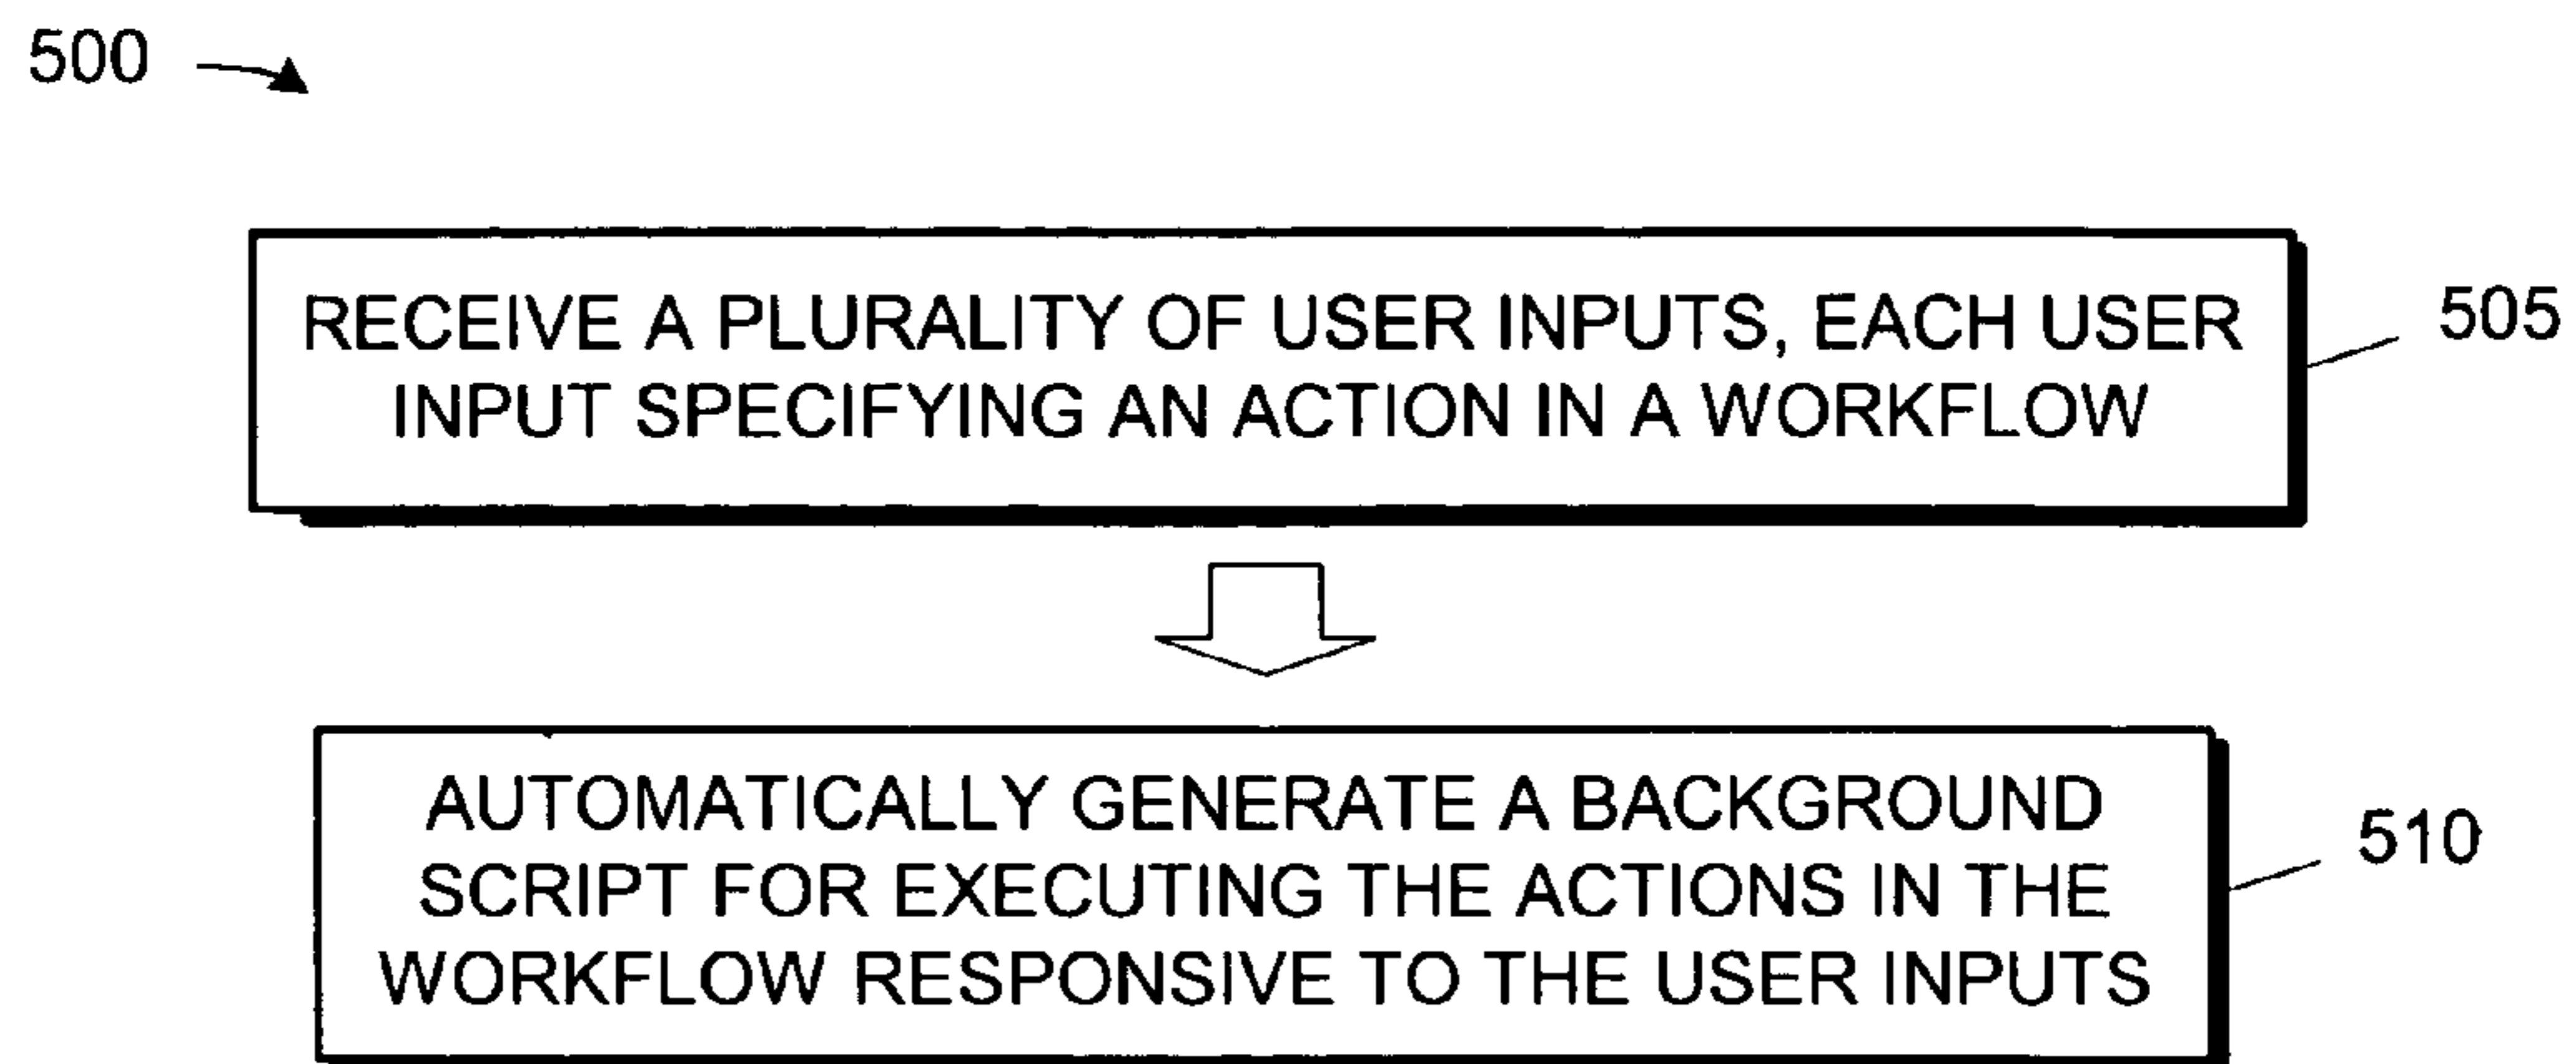 500
RECEIVE A PLURALITY OF USER INPUTS, EACH USER
INPUT SPECIFYING AN ACTION IN A WORKFLOW
505
AUTOMATICALLY GENERATE A BACKGROUND
SCRIPT FOR EXECUTING THE ACTIONS IN THE
WORKFLOW RESPONSIVE TO THE USER INPUTS
510